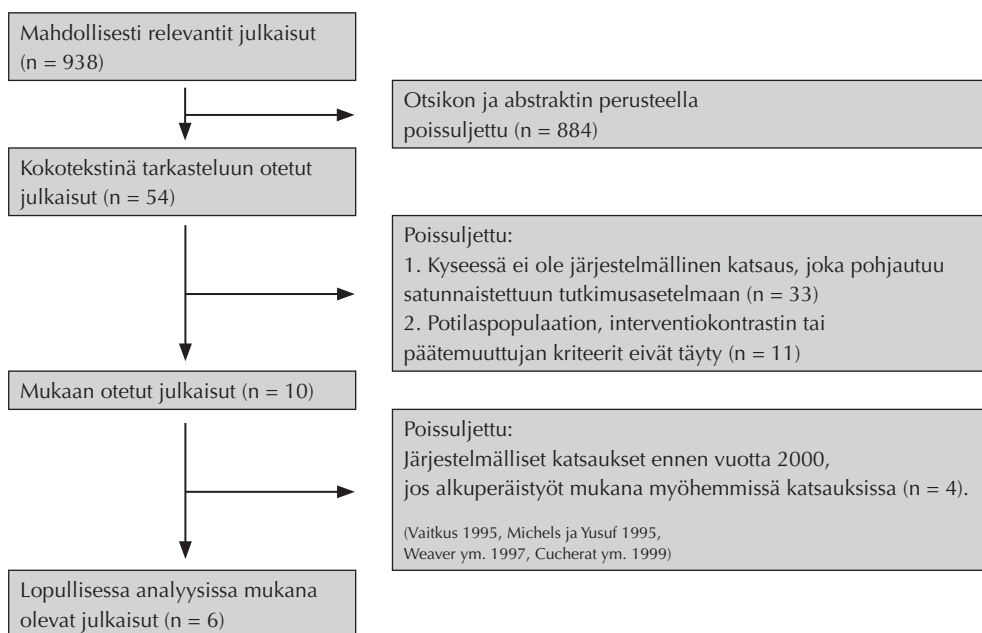 Mahdollisesti relevantit julkaisut
(n = 938)
Otsikon ja abstraktin perusteella
poissuljettu (n = 884)
Kokotekstinä tarkasteluun otetut
julkaisut (n = 54)
Poissuljettu:
1. Kyseessä ei ole järjestelmällinen katsaus, joka pohjautuu
satunnaistettuun tutkimusasetelmaan (n = 33)
2. Potilaspopulaation, interventiokontrastin tai
päätemuuttujan kriteerit eivät täyty (n = 11)
Mukaan otetut julkaisut (n = 10)
Poissuljettu:
Järjestelmälliset katsaukset ennen vuotta 2000,
jos alkuperäistyöt mukana myöhemmissä katsauksissa (n = 4).
(Vaitkus 1995, Michels ja Yusuf 1995,
Weaver ym. 1997, Cucherat ym. 1999)
Lopullisessa analyysissa mukana
olevat julkaisut (n = 6)